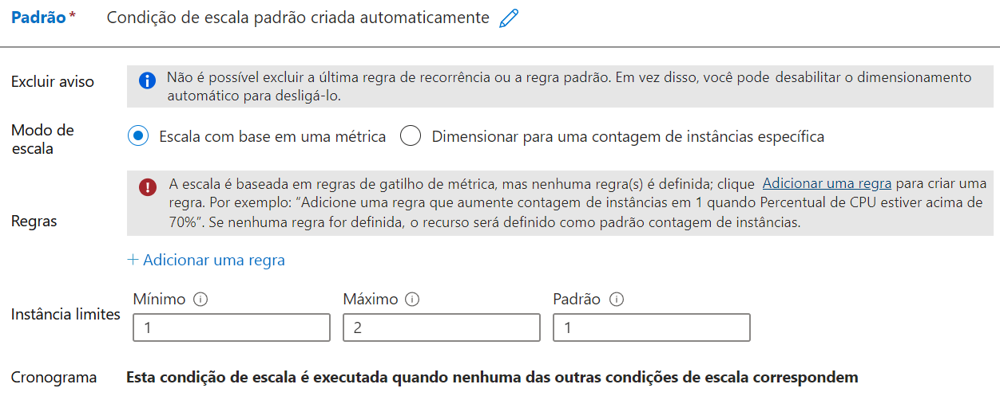 Padrão* Condição de escala padrão criada automaticamente
Excluir aviso
Não é possível excluir a última regra de recorrência ou a regra padrão. Em vez disso, você pode desabilitar o dimensionamento
automático para desligá-lo.
Modo de
escala
Escala com base em uma métrica Dimensionar para uma contagem de instâncias específica
Regras
A escala é baseada em regras de gatilho de métrica, mas nenhuma regra(s) é definida; clique Adicionar uma regra para criar uma
regra. Por exemplo: “Adicione uma regra que aumente contagem de instâncias em 1 quando Percentual de CPU estiver acima de
70%”. Se nenhuma regra for definida, o recurso será definido como padrão contagem de instâncias.
+ Adicionar uma regra
Instância limites
Mínimo Máximo Padrão
1 2 1
Cronograma Esta condição de escala é executada quando nenhuma das outras condições de escala correspondem